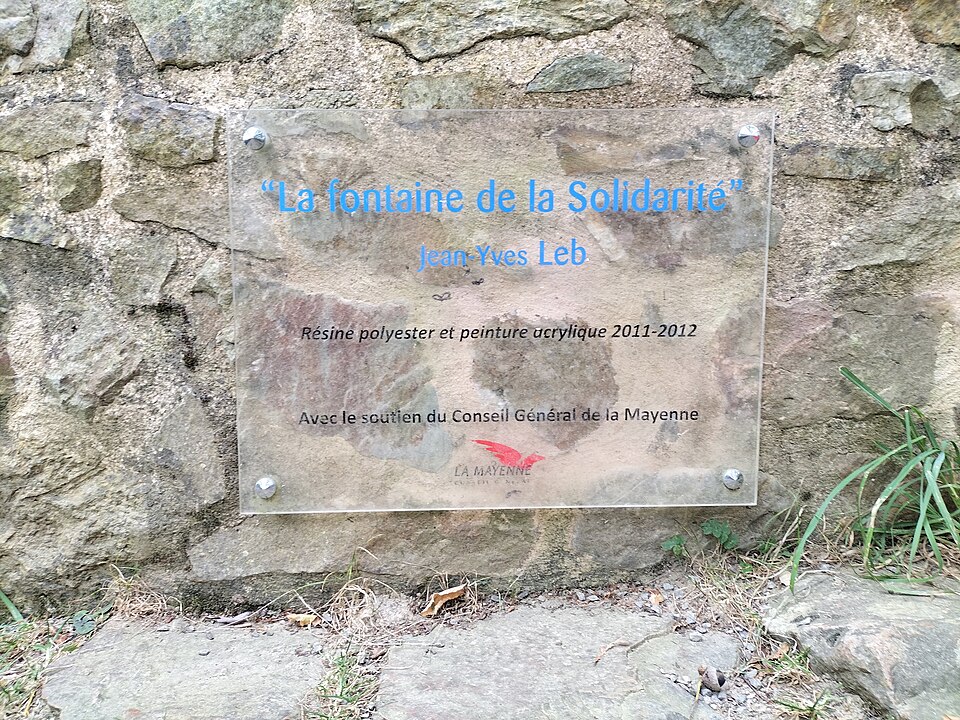 “La fontaine de la Solidarité”
Jean-Yves Leb
Résine polyester et peinture acrylique 2011-2012
Avec le soutien du Conseil Général de la Mayenne
LA MAYENNE